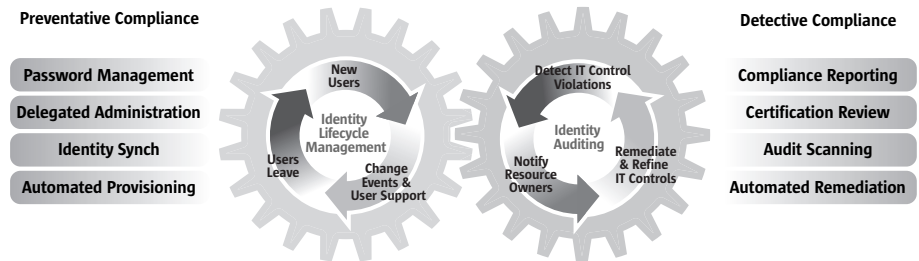 Preventative Compliance
Password Management
Delegated Administration
Identity Synch
Automated Provisioning
New
Users
Identity
Lifecycle
Management
Users
Leave
Change
Events &
User Support
Detect IT Control
Violations
Identity
Auditing
Notify
Resource
Owners
Remediate
& Refine
IT Controls
Detective Compliance
Compliance Reporting
Certification Review
Audit Scanning
Automated Remediation